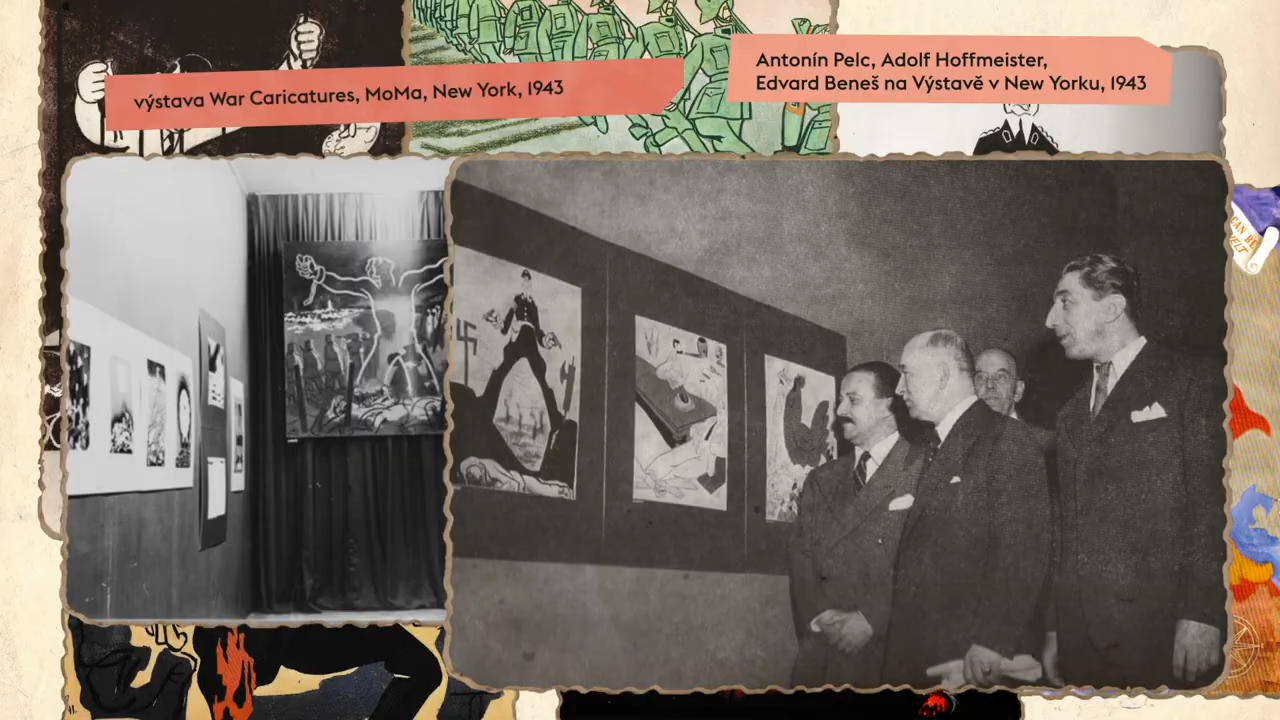 výstava War Caricatures, MoMa, New York, 1943
Antonín Pelc, Adolf Hoffmeister,
Edvard Beneš na Výstavě v New Yorku, 1943